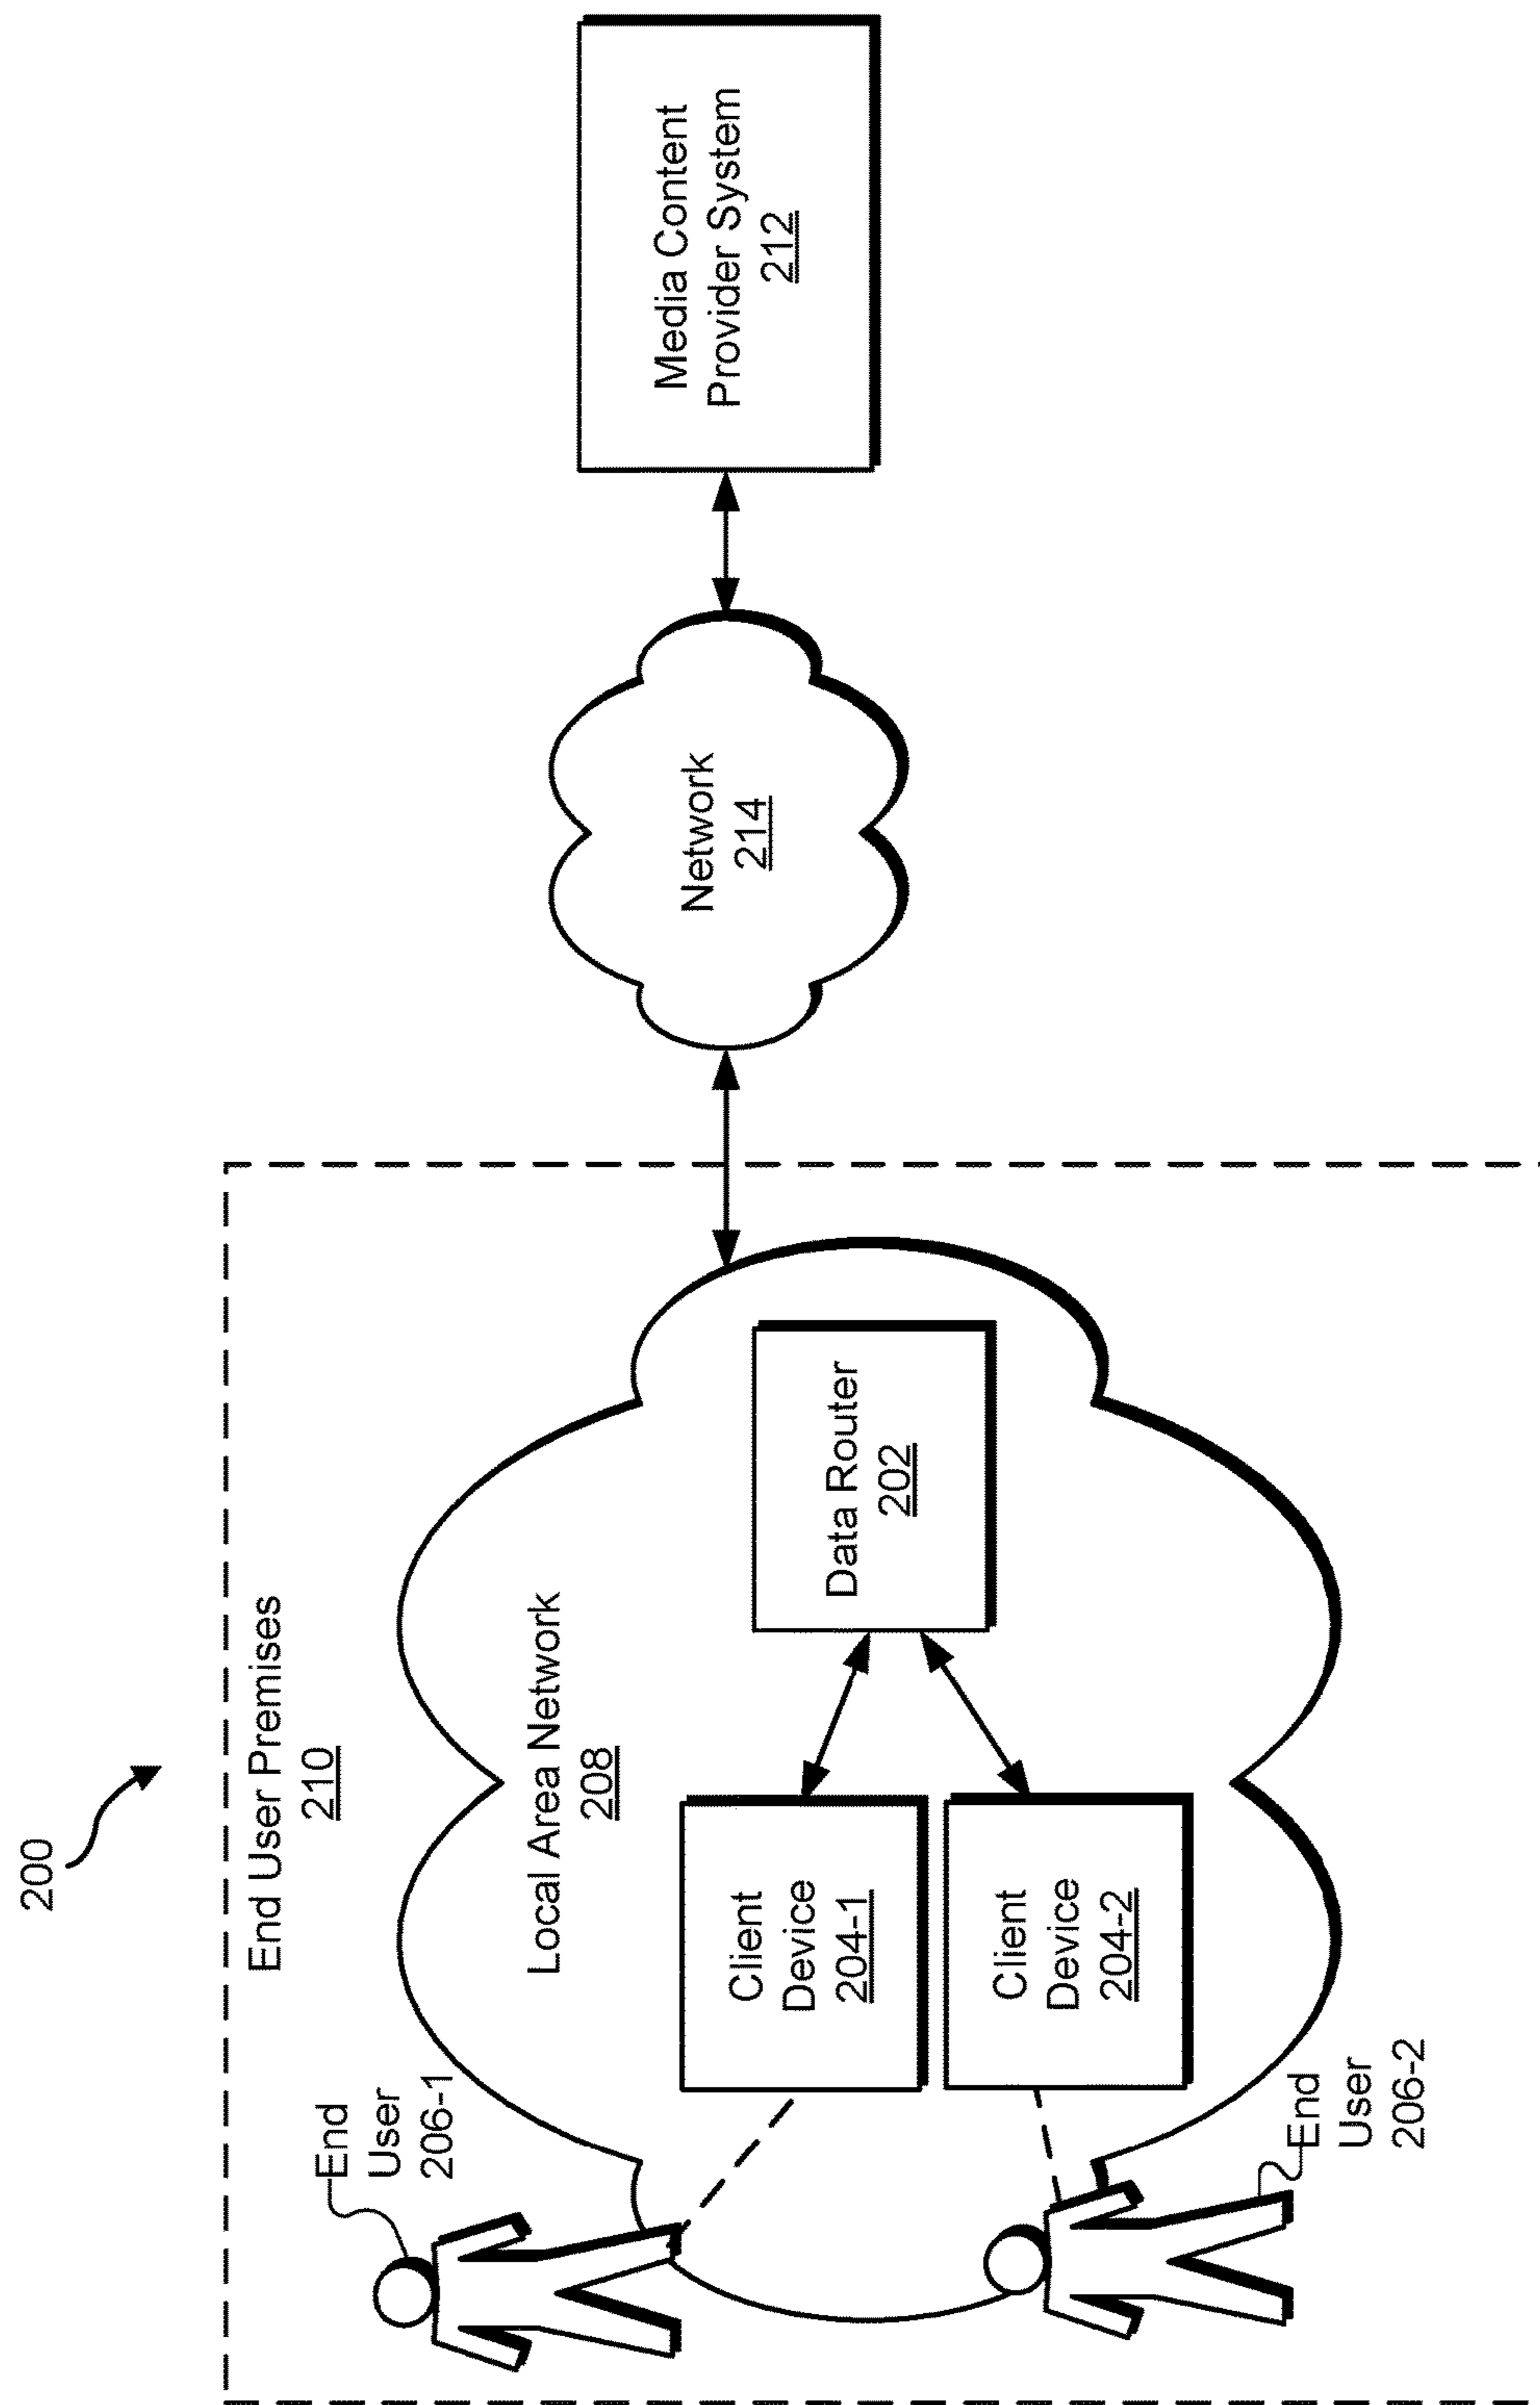 200
End User Premises
210
End
User
206-1
Local Area Network
208
Client
Device
204-1
Client
Device
204-2
Data Router
202
End
User
206-2
Network
214
Media Content
Provider System
212